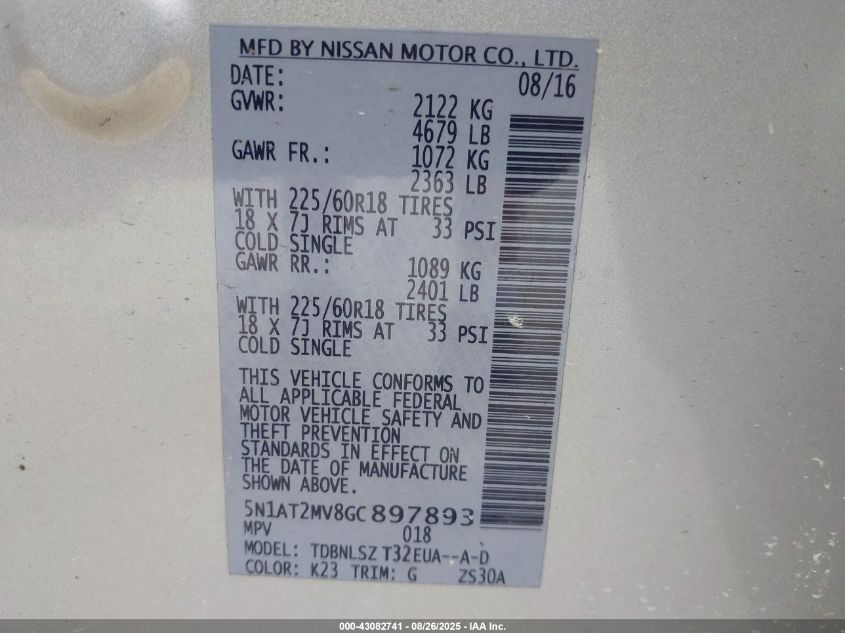 MFD BY NISSAN MOTOR CO., LTD.
DATE: 08/16
GVWR: 2122 KG
4679 LB
GAWR FR.: 1072 KG
2363 LB
WITH 225/60R18 TIRES
18 X 7J RIMS AT 33 PSI
COLD SINGLE
GAWR RR.: 1089 KG
2401 LB
WITH 225/60R18 TIRES
18 X 7J RIMS AT 33 PSI
COLD SINGLE
THIS VEHICLE CONFORMS TO
ALL APPLICABLE FEDERAL
MOTOR VEHICLE SAFETY AND
THEFT PREVENTION
STANDARDS IN EFFECT ON
THE DATE OF MANUFACTURE
SHOWN ABOVE.
5N1AT2MV8GC897893
MPV 018
MODEL: TDBNLSZ T32EUA--A-D
COLOR: K23 TRIM: G ZS30A
000-43082741 - 08/26/2025 - IAA Inc.